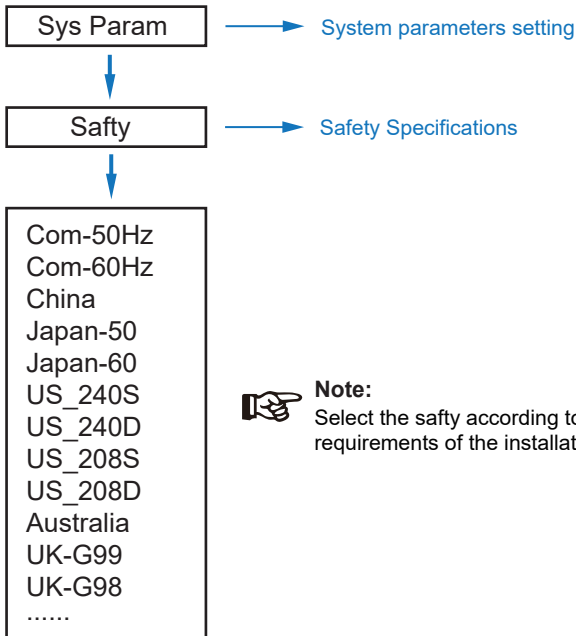 Sys Param
System parameters setting
Safty
Safety Specifications
Com-50Hz
Com-60Hz
China
Japan-50
Japan-60
US_240S
US_240D
US_208S
US_208D
Australia
UK-G99
UK-G98
......
Note:
Select the safty according to
requirements of the